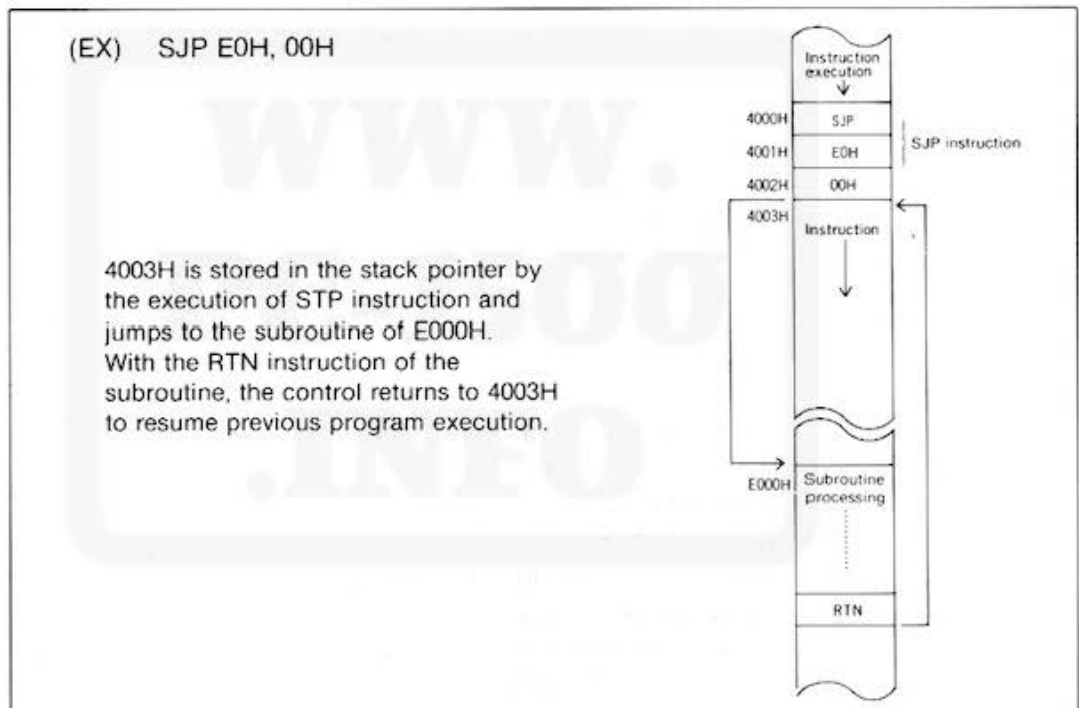 (EX) SJP E0H, 00H
4003H is stored in the stack pointer by
the execution of STP instruction and
jumps to the subroutine of E000H.
With the RTN instruction of the
subroutine, the control returns to 4003H
to resume previous program execution.
Instruction
execution
4000H SJP
4001H E0H
SJP instruction
4002H 00H
4003H
Instruction
E000H Subroutine
processing
RTN
WWW.
.INFO